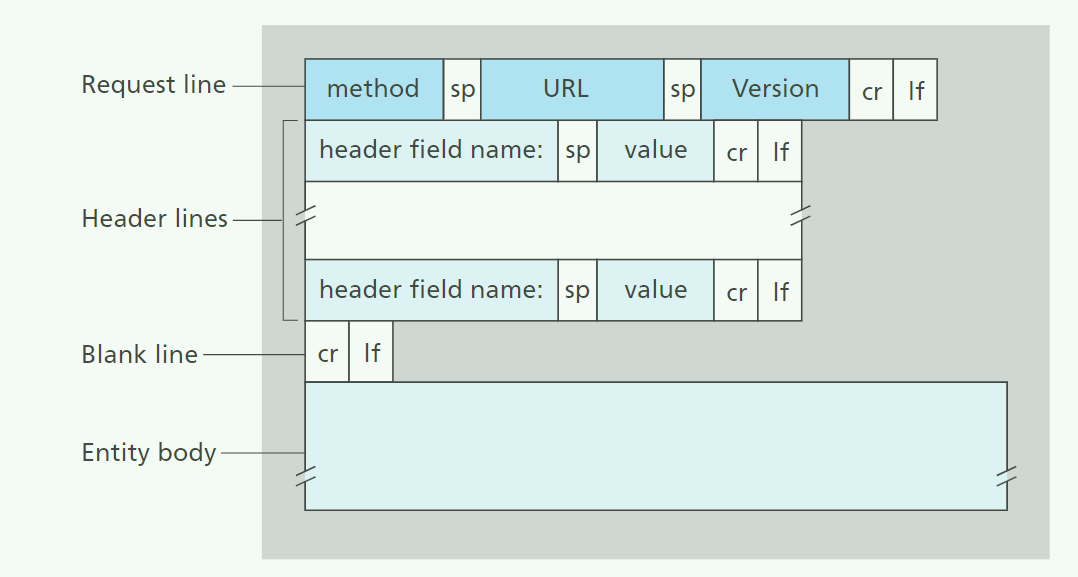 Request line
method sp URL sp Version cr lf
header field name: sp value cr lf
Header lines
header field name: sp value cr lf
Blank line
cr lf
Entity body